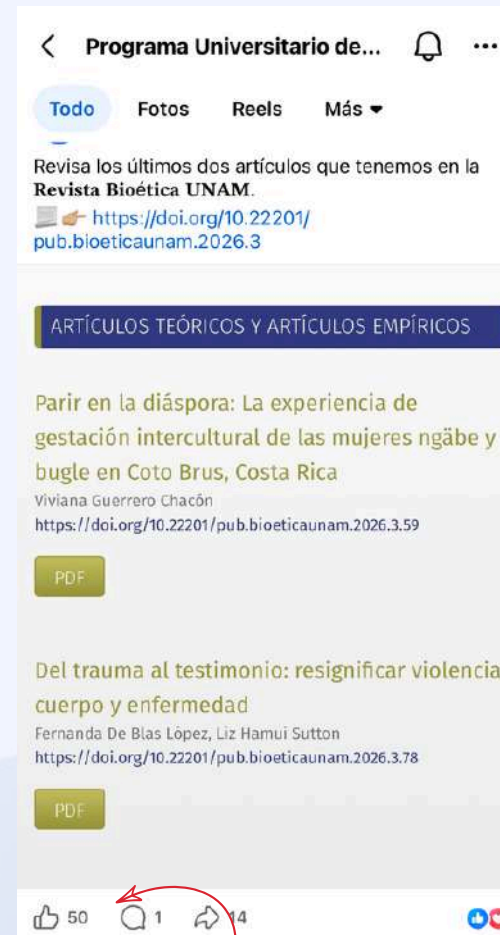 Programa Universitario de...
Todo Fotos Reels Más
Revisa los últimos dos artículos que tenemos en la
Revista Bioética UNAM.
https://doi.org/10.22201/
pub.bioeticaunam.2026.3
ARTÍCULOS TEÓRICOS Y ARTÍCULOS EMPÍRICOS
Parir en la diáspora: La experiencia de
gestación intercultural de las mujeres ngäbe y
bugle en Coto Brus, Costa Rica
Viviana Guerrero Chacón
https://doi.org/10.22201/pub.bioeticaunam.2026.3.59
PDF
Del trauma al testimonio: resignificar violencia
cuerpo y enfermedad
Fernanda De Blas López, Liz Hamui Sutton
https://doi.org/10.22201/pub.bioeticaunam.2026.3.78
PDF
50 1 14